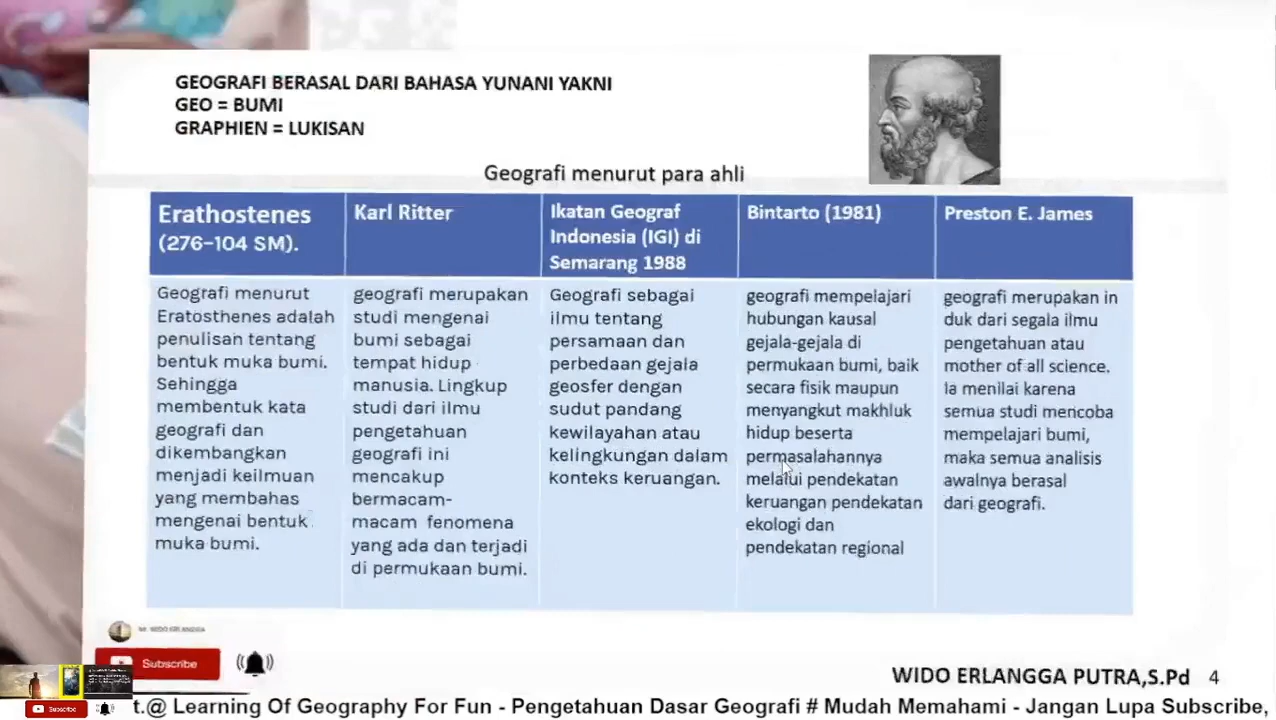 GEOGRAFI BERASAL DARI BAHASA YUNANI YAKNI
GEO = BUMI
GRAPHIEN = LUKISAN
Geografi menurut para ahli
Erathostenes
(276-104 SM).
Geografi menurut
Eratosthenes adalah
penulisan tentang
bentuk muka bumi.
Sehingga
membentuk kata
geografi dan
dikembangkan
menjadi keilmuan
yang membahas
mengenai bentuk
muka bumi.
Karl Ritter
geografi merupakan
studi mengenai
bumi sebagai
tempat hidup
manusia. Lingkup
studi dari ilmu
pengetahuan
geografi ini
mencakup
bermacam-
macam fenomena
yang ada dan terjadi
di permukaan bumi.
Ikatan Geograf
Indonesia (IGI) di
Semarang 1988
Geografi sebagai
ilmu tentang
persamaan dan
perbedaan gejala
geosfer dengan
sudut pandang
kewilayahan atau
kelingkungan dalam
konteks keruangan.
Bintarto (1981)
geografi mempelajari
hubungan kausal
gejala-gejala di
permukaan bumi, baik
secara fisik maupun
menyangkut makhluk
hidup beserta
permasalahannya
melalui pendekatan
keruangan pendekatan
ekologi dan
pendekatan regional
Preston E. James
geografi merupakan in
duk dari segala ilmu
pengetahuan atau
mother of all science.
Ia menilai karena
semua studi mencoba
mempelajari bumi,
maka semua analisis
awalnya berasal
dari geografi.
Mr. WIDO ERLANGGA
Subscribe
WIDO ERLANGGA PUTRA,S.Pd 4
Subscribe
t.@ Learning Of Geography For Fun - Pengetahuan Dasar Geografi # Mudah Memahami - Jangan Lupa Subscribe,